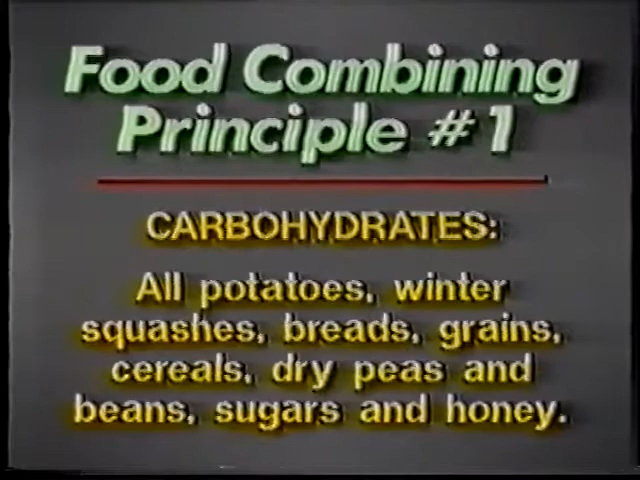 Food Combining
Principle #1
CARBOHYDRATES:
All potatoes, winter
squashes, breads, grains,
cereals, dry peas and
beans, sugars and honey.